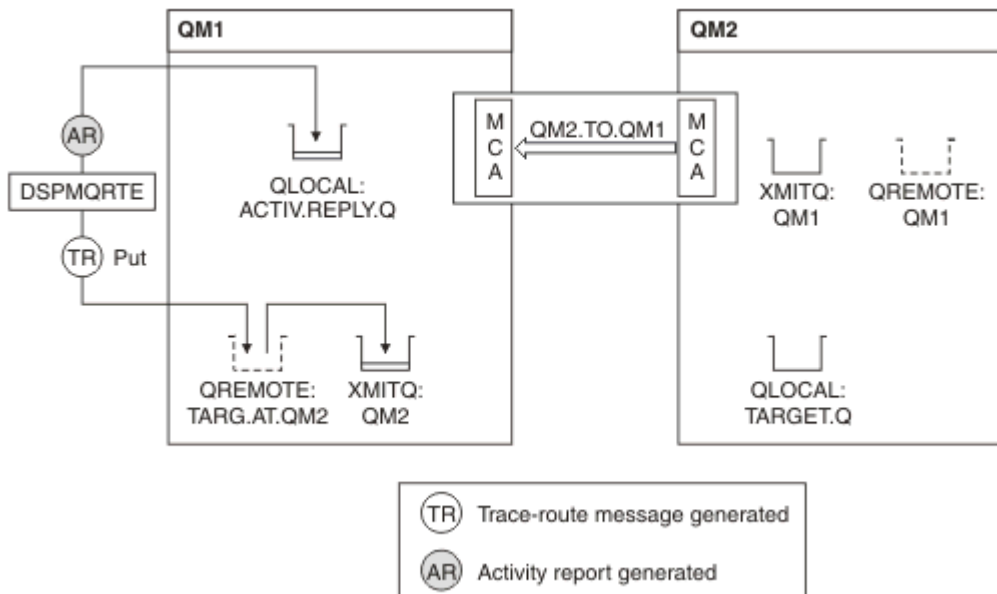 QM1
QM2
AR
DSPMQRTE
TR Put
QLOCAL:
ACTIV.REPLY.Q
M
C
A
QM2.TO.QM1
M
C
A
XMITQ:
QM1
QREMOTE:
QM1
QREMOTE:
TARG.AT.QM2
XMITQ:
QM2
QLOCAL:
TARGET.Q
TR Trace-route message generated
AR Activity report generated